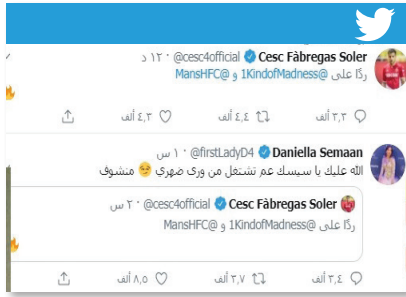 Cesc Fàbregas Soler @cesc4official · ١٢ د
ردًا على @1KindofMadness و @MansHFC
٣,٣ ألف ٤,٤ ألف ٤,٣ ألف
Daniella Semaan @firstLadyD4 · ١ س
الله عليك يا سيسك عم تشتغل من ورى ضهري 😏 منشوف
Cesc Fàbregas Soler @cesc4official · ٢ س
ردًا على @1KindofMadness و @MansHFC
٣,٤ ألف ٣,٧ ألف ٨,٥ ألف